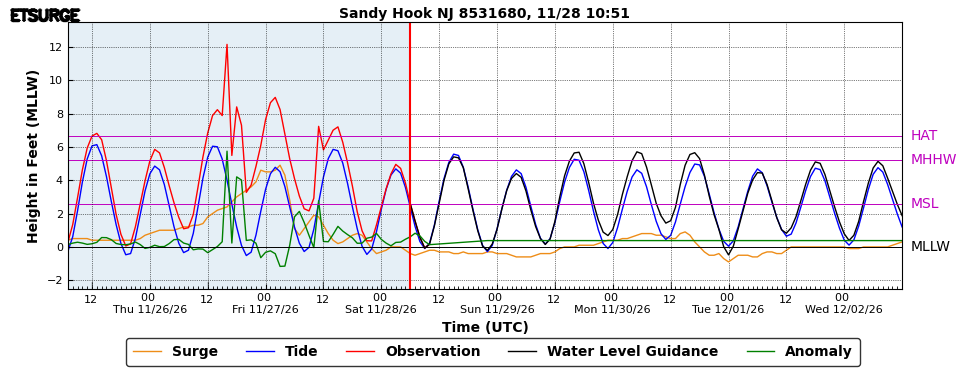 ETSURGE
Sandy Hook NJ 8531680, 11/28 10:51
Height in Feet (MLLW)
12
10
8
6
4
2
0
−2
HAT
MHHW
MSL
MLLW
12 00 12 00 12 00 12 00 12 00 12 00 12 00
Thu 11/26/26 Fri 11/27/26 Sat 11/28/26 Sun 11/29/26 Mon 11/30/26 Tue 12/01/26 Wed 12/02/26
Time (UTC)
Surge Tide Observation Water Level Guidance Anomaly